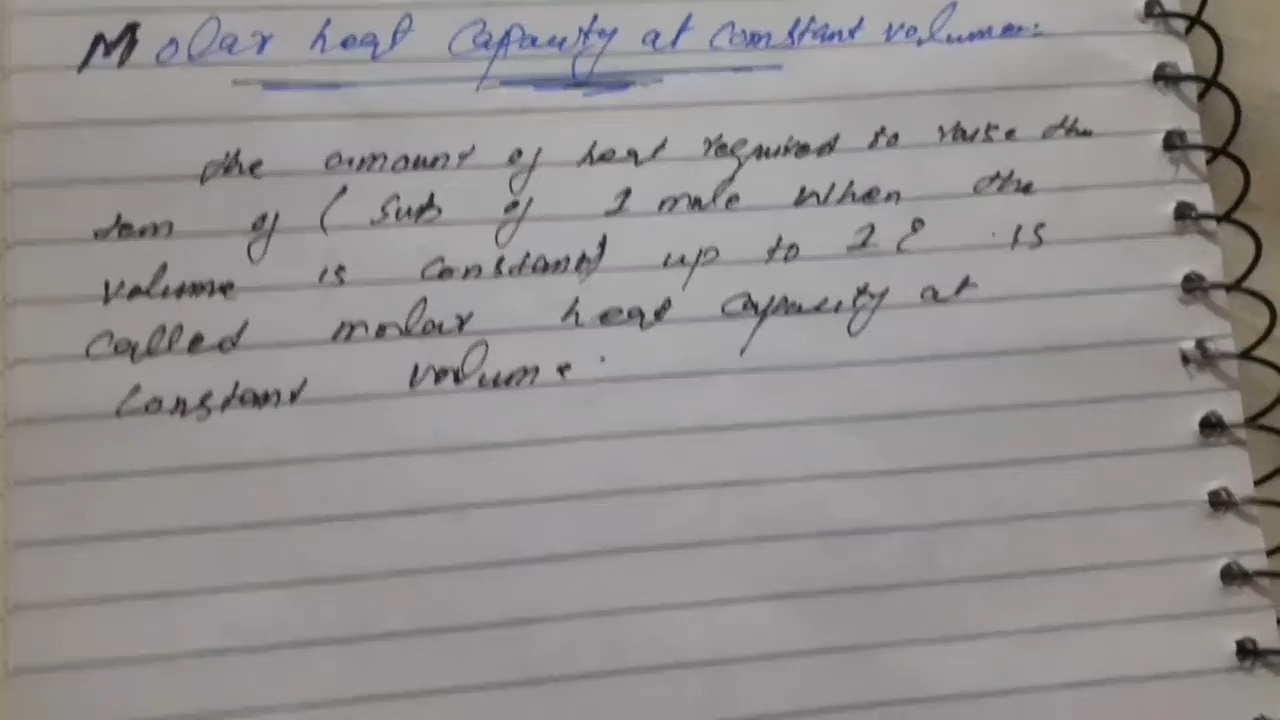 Molar heat Capacity at constant volume:
the amount of heat required to raise the
tem of ( Sub of 1 mole when the
volume is constant) up to 1 is
called molar heat capacity at
constant volume.